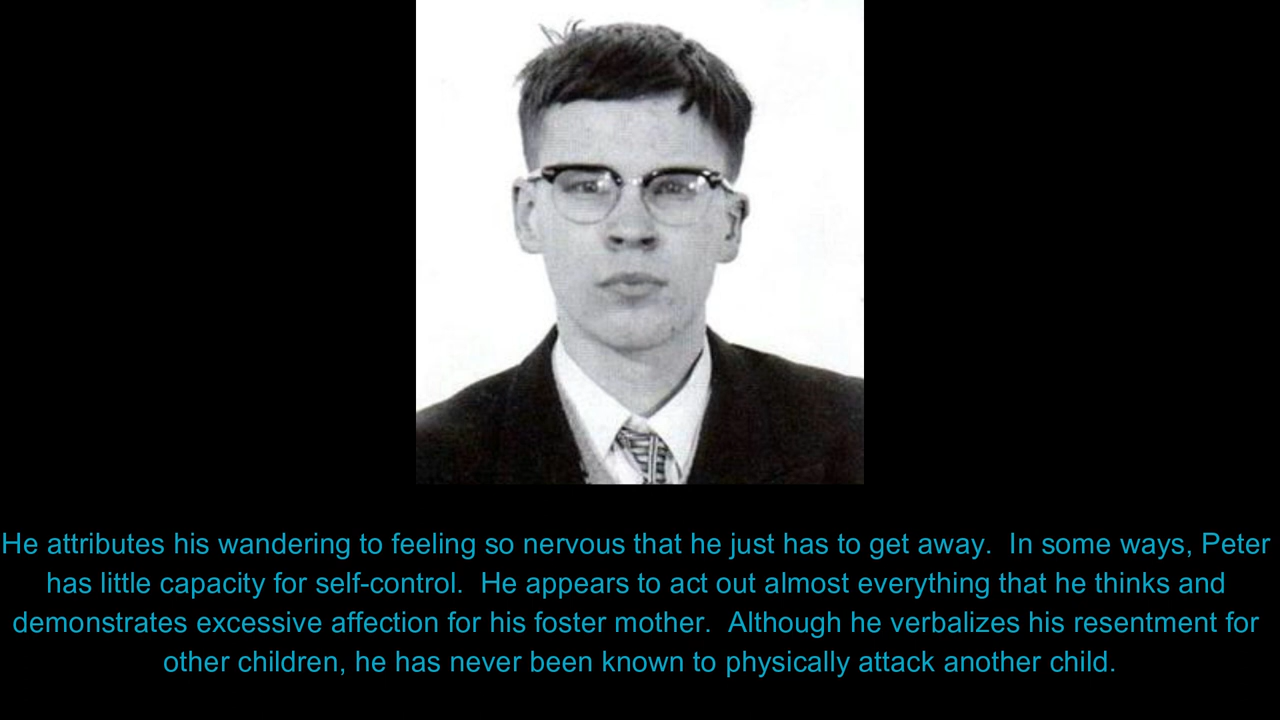 He attributes his wandering to feeling so nervous that he just has to get away.  In some ways, Peter
has little capacity for self-control.  He appears to act out almost everything that he thinks and
demonstrates excessive affection for his foster mother.  Although he verbalizes his resentment for
other children, he has never been known to physically attack another child.